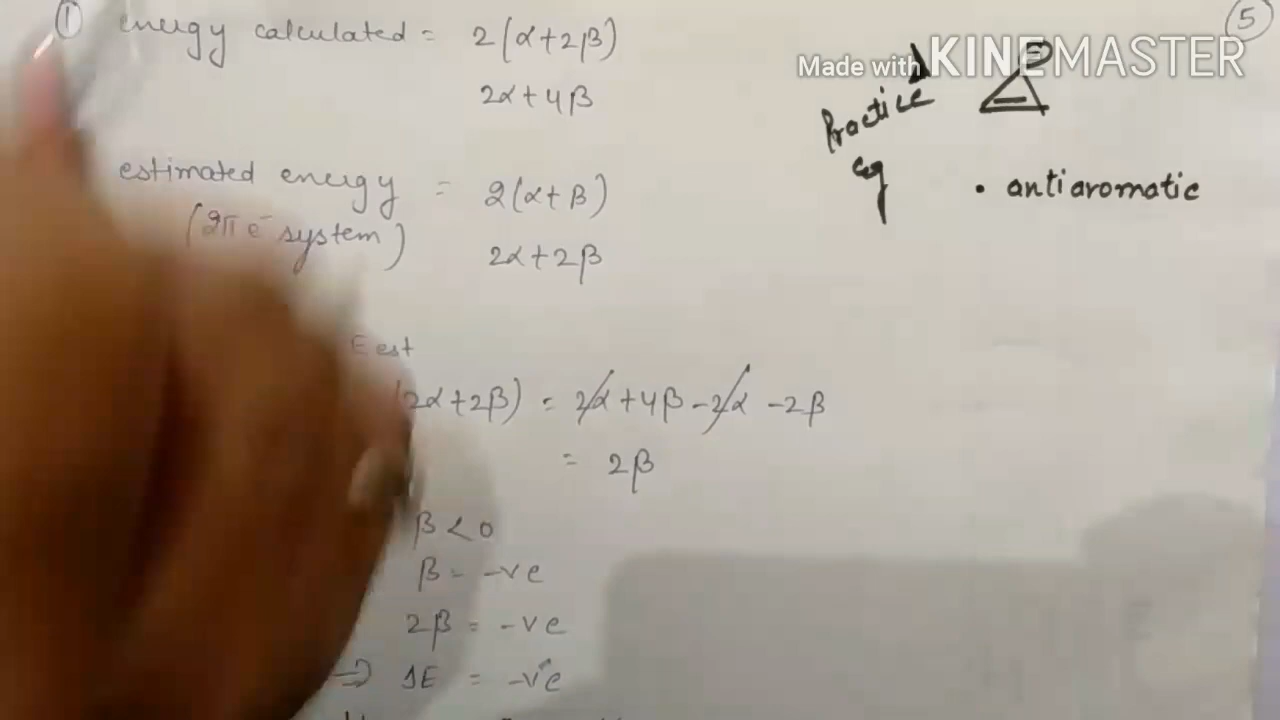 ① energy calculated = 2(α+2β)
2α+4β
estimated energy = 2(α+β)
(2π e⁻ system)
2α+2β
E est
(2α+2β) = 2α+4β-2α-2β
= 2β
β<0
β = -ve
2β = -ve
⇒ ΔE = -ve
5
Made with KINEMASTER
Practice
eg
• antiaromatic